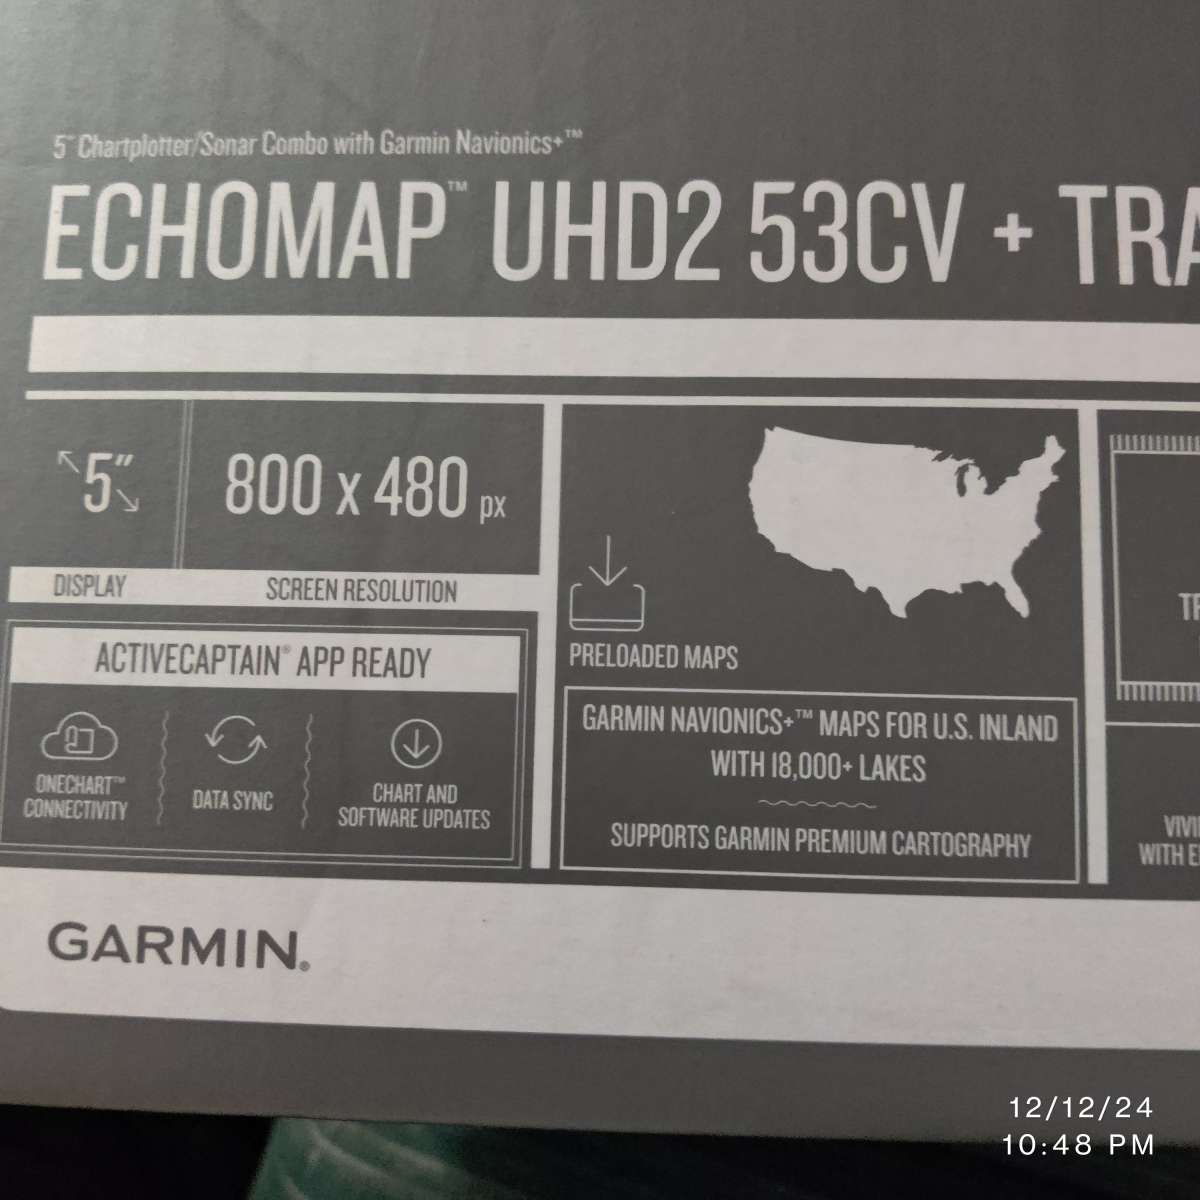 5" Chartplotter/Sonar Combo with Garmin Navionics+™
ECHOMAP™ UHD2 53CV + TRA
5"
800 x 480 px
DISPLAY
SCREEN RESOLUTION
ACTIVECAPTAIN® APP READY
ONECHART™
CONNECTIVITY
DATA SYNC
CHART AND
SOFTWARE UPDATES
PRELOADED MAPS
GARMIN NAVIONICS+™ MAPS FOR U.S. INLAND
WITH 18,000+ LAKES
SUPPORTS GARMIN PREMIUM CARTOGRAPHY
WITH
GARMIN®
12/12/24
10:48 PM